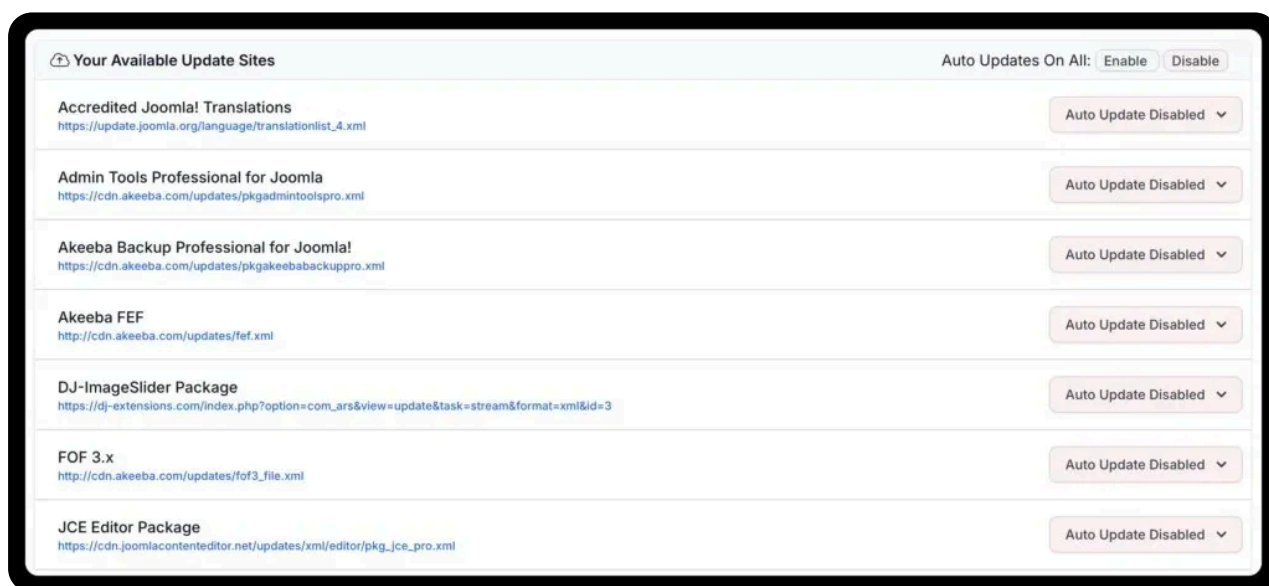 Your Available Update Sites
Auto Updates On All: Enable Disable
Accredited Joomla! Translations
https://update.joomla.org/language/translationlist_4.xml
Auto Update Disabled
Admin Tools Professional for Joomla
https://cdn.akeeba.com/updates/pkgadmintoolspro.xml
Auto Update Disabled
Akeeba Backup Professional for Joomla!
https://cdn.akeeba.com/updates/pkgakeebabackuppro.xml
Auto Update Disabled
Akeeba FEF
http://cdn.akeeba.com/updates/fef.xml
Auto Update Disabled
DJ-ImageSlider Package
https://dj-extensions.com/index.php?option=com_ars&view=update&task=stream&format=xml&id=3
Auto Update Disabled
FOF 3.x
http://cdn.akeeba.com/updates/fof3_file.xml
Auto Update Disabled
JCE Editor Package
https://cdn.joomlacontenteditor.net/updates/xml/editor/pkg_jce_pro.xml
Auto Update Disabled